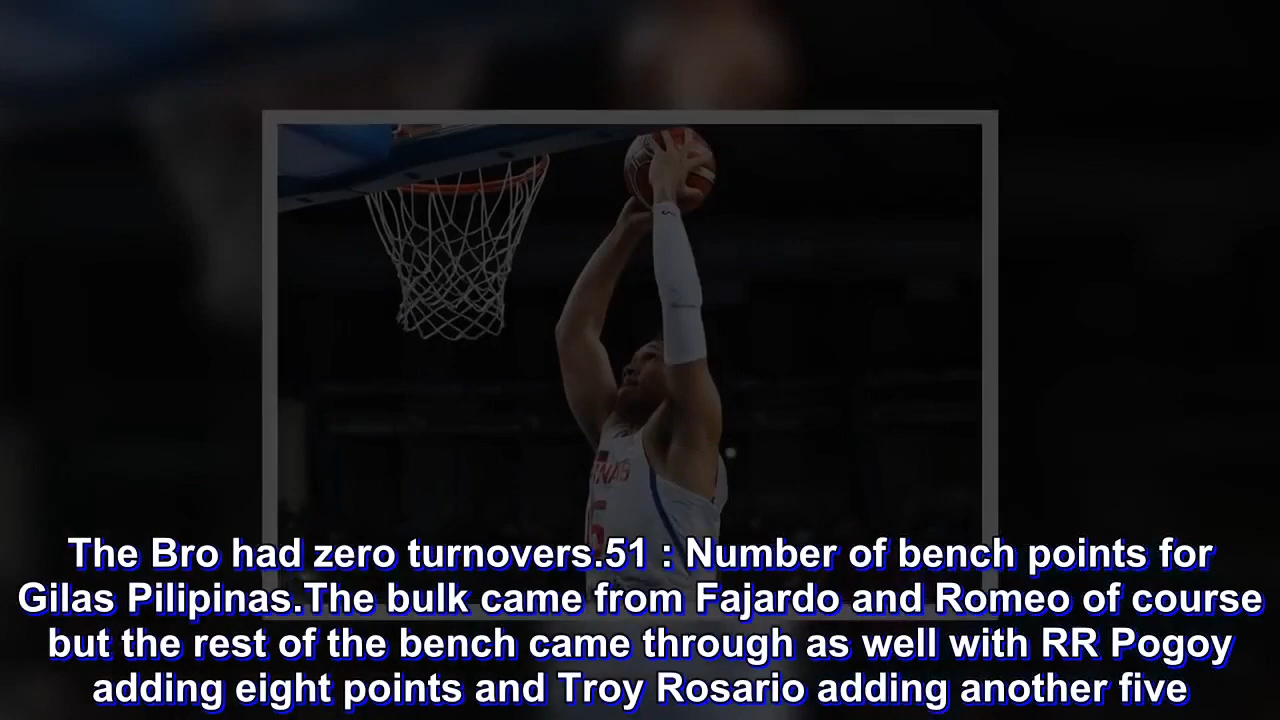 The Bro had zero turnovers.51 : Number of bench points for
Gilas Pilipinas.The bulk came from Fajardo and Romeo of course
but the rest of the bench came through as well with RR Pogoy
adding eight points and Troy Rosario adding another five